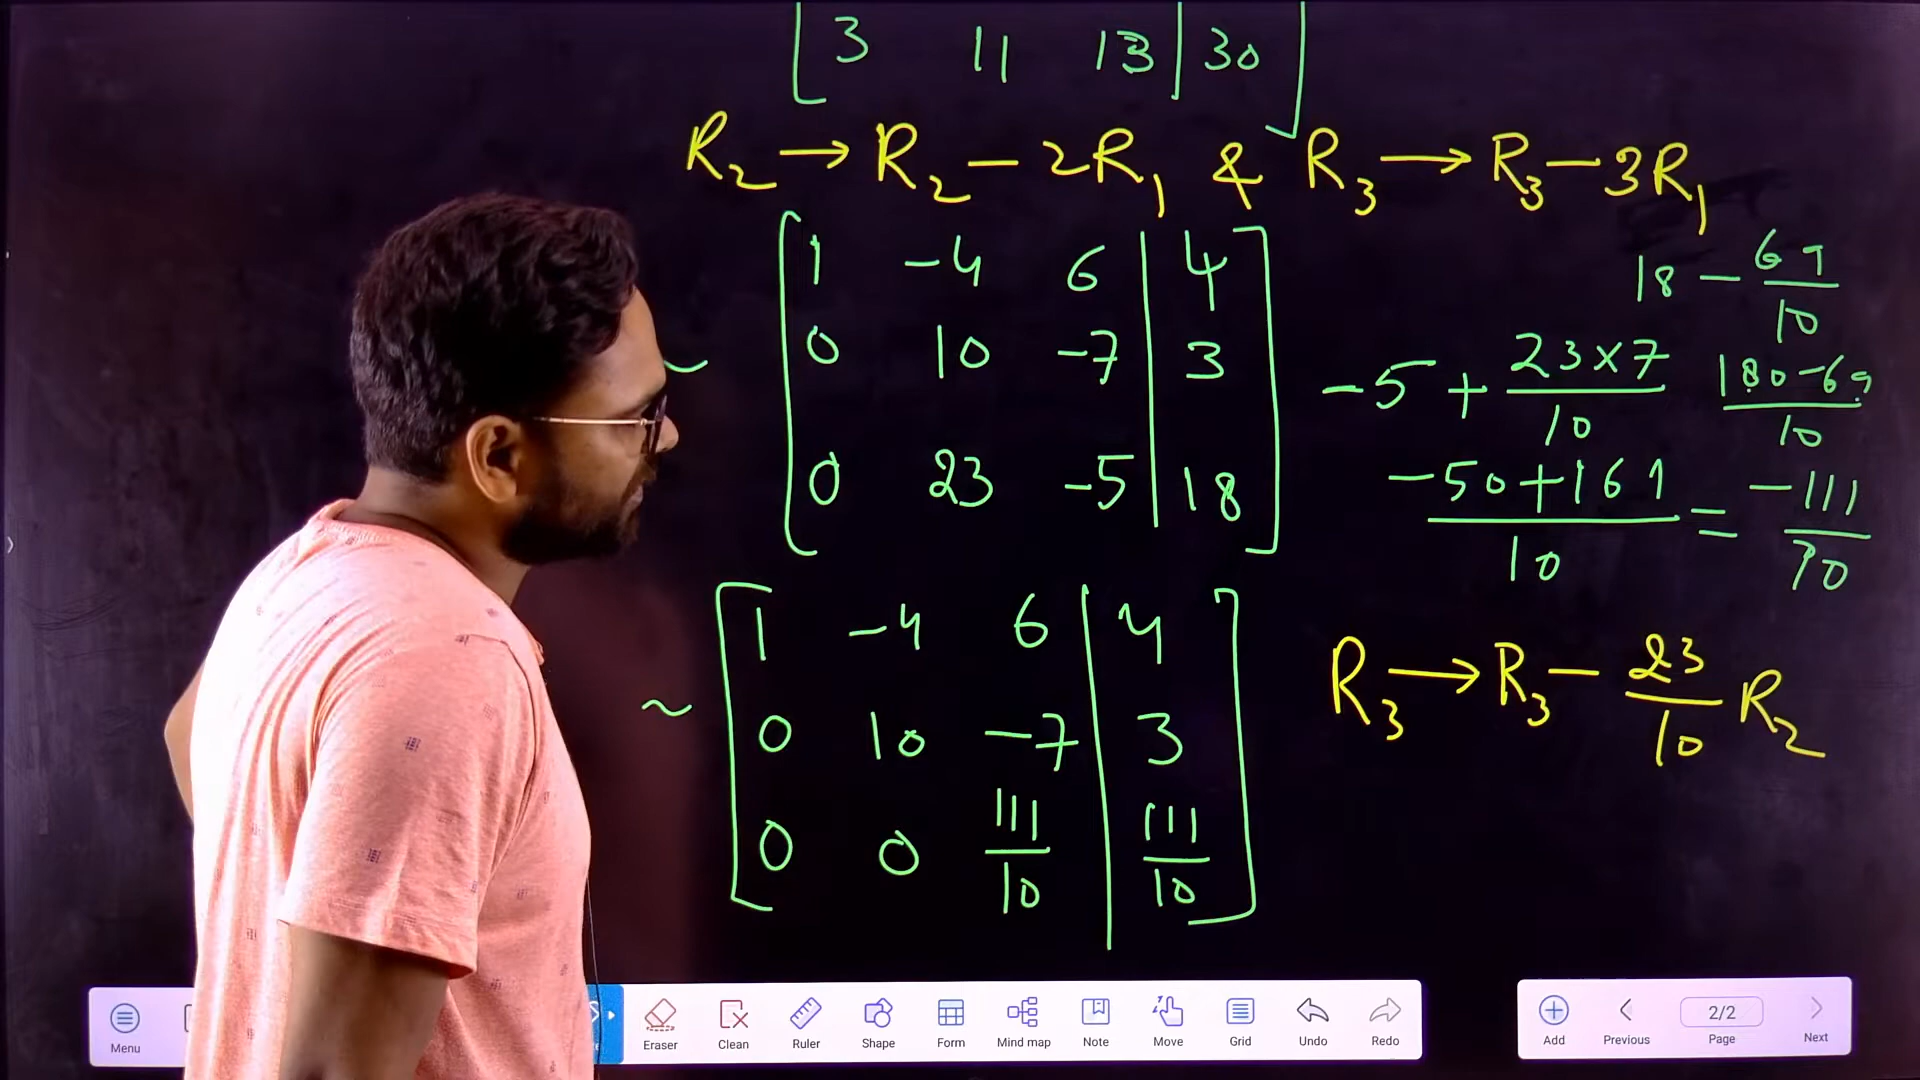 3 11 13 | 30
R₂ → R₂ − 2R₁ & R₃ → R₃ − 3R₁
1 −4 6 | 4
0 10 −7 | 3
0 23 −5 | 18
18 − 69/10
−5 + 23×7/10
180−69/10
−50+161/10 = −111/10
~
1 −4 6 | 4
0 10 −7 | 3
0 0 111/10 | 111/10
R₃ → R₃ − 23/10 R₂
Menu
Eraser Clean Ruler Shape Form Mind map Note Move Grid Undo Redo
Add Previous 2/2 Page Next